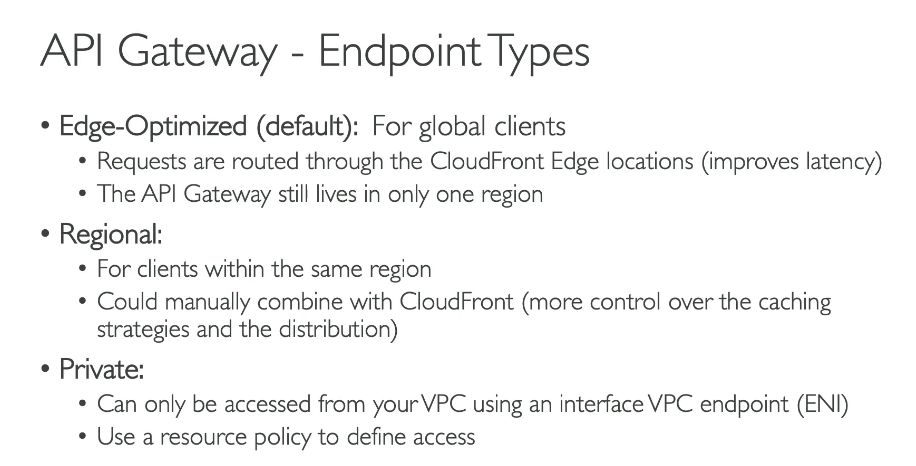 API Gateway - Endpoint Types
• Edge-Optimized (default): For global clients
• Requests are routed through the CloudFront Edge locations (improves latency)
• The API Gateway still lives in only one region
• Regional:
• For clients within the same region
• Could manually combine with CloudFront (more control over the caching
strategies and the distribution)
• Private:
• Can only be accessed from your VPC using an interface VPC endpoint (ENI)
• Use a resource policy to define access